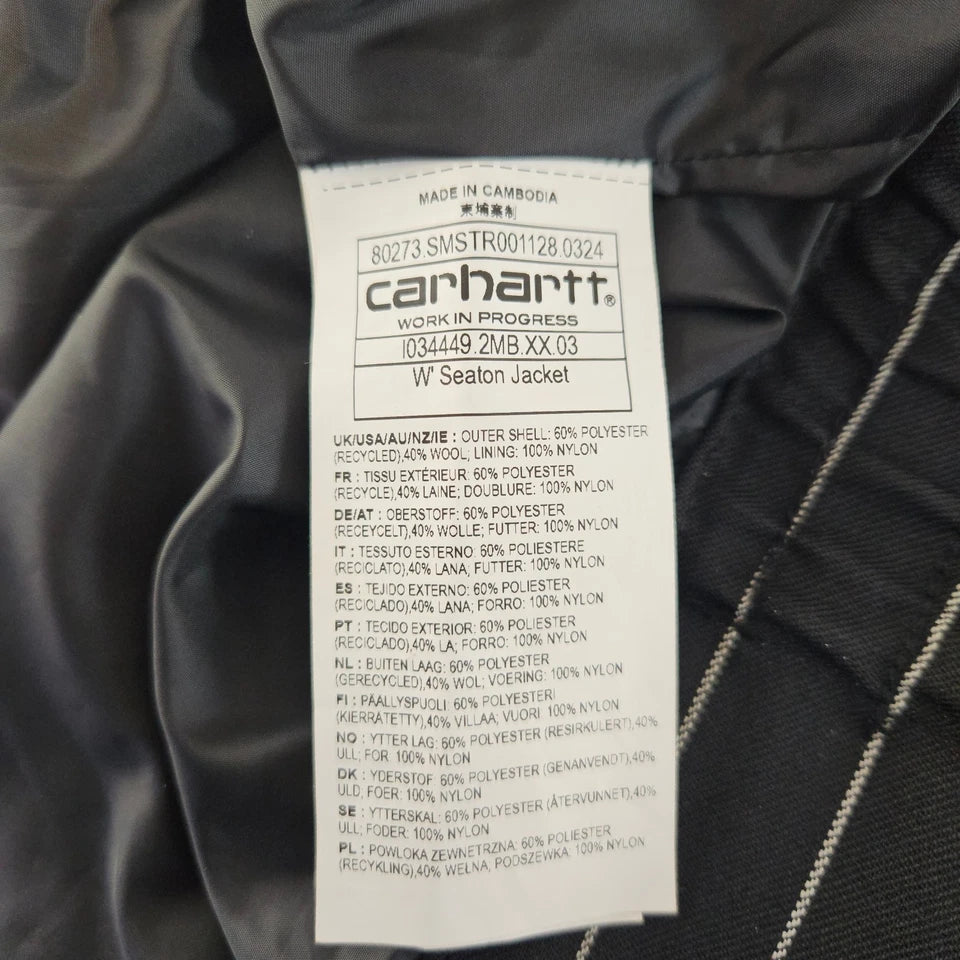 MADE IN CAMBODIA
柬埔寨制
80273.SMSTR001128.0324
carhartt®
WORK IN PROGRESS
I034449.2MB.XX.03
W' Seaton Jacket
UK/USA/AU/NZ/IE : OUTER SHELL: 60% POLYESTER
(RECYCLED),40% WOOL; LINING: 100% NYLON
FR : TISSU EXTÉRIEUR: 60% POLYESTER
(RECYCLE),40% LAINE; DOUBLURE: 100% NYLON
DE/AT : OBERSTOFF: 60% POLYESTER
(RECEYCELT),40% WOLLE; FUTTER: 100% NYLON
IT : TESSUTO ESTERNO: 60% POLIESTERE
(RECICLATO),40% LANA; FUTTER: 100% NYLON
ES : TEJIDO EXTERNO: 60% POLIESTER
(RECICLADO),40% LANA; FORRO: 100% NYLON
PT : TECIDO EXTERIOR: 60% POLIESTER
(RECICLADO),40% LA; FORRO: 100% NYLON
NL : BUITEN LAAG: 60% POLYESTER
(GERECYCLED),40% WOL; VOERING: 100% NYLON
FI : PÄÄLLYSPUOLI: 60% POLYESTERI
(KIERRÄTETTY),40% VILLAA; VUORI: 100% NYLON
NO : YTTER LAG: 60% POLYESTER (RESIRKULERT),40%
ULL; FOR: 100% NYLON
DK : YDERSTOF: 60% POLYESTER (GENANVENDT),40%
ULD; FOER: 100% NYLON
SE : YTTERSKAL: 60% POLYESTER (ÅTERVUNNET),40%
ULL; FODER: 100% NYLON
PL : POWLOKA ZEWNETRZNA: 60% POLIESTER
(RECYKLING),40% WEŁNA, PODSZEWKA: 100% NYLON